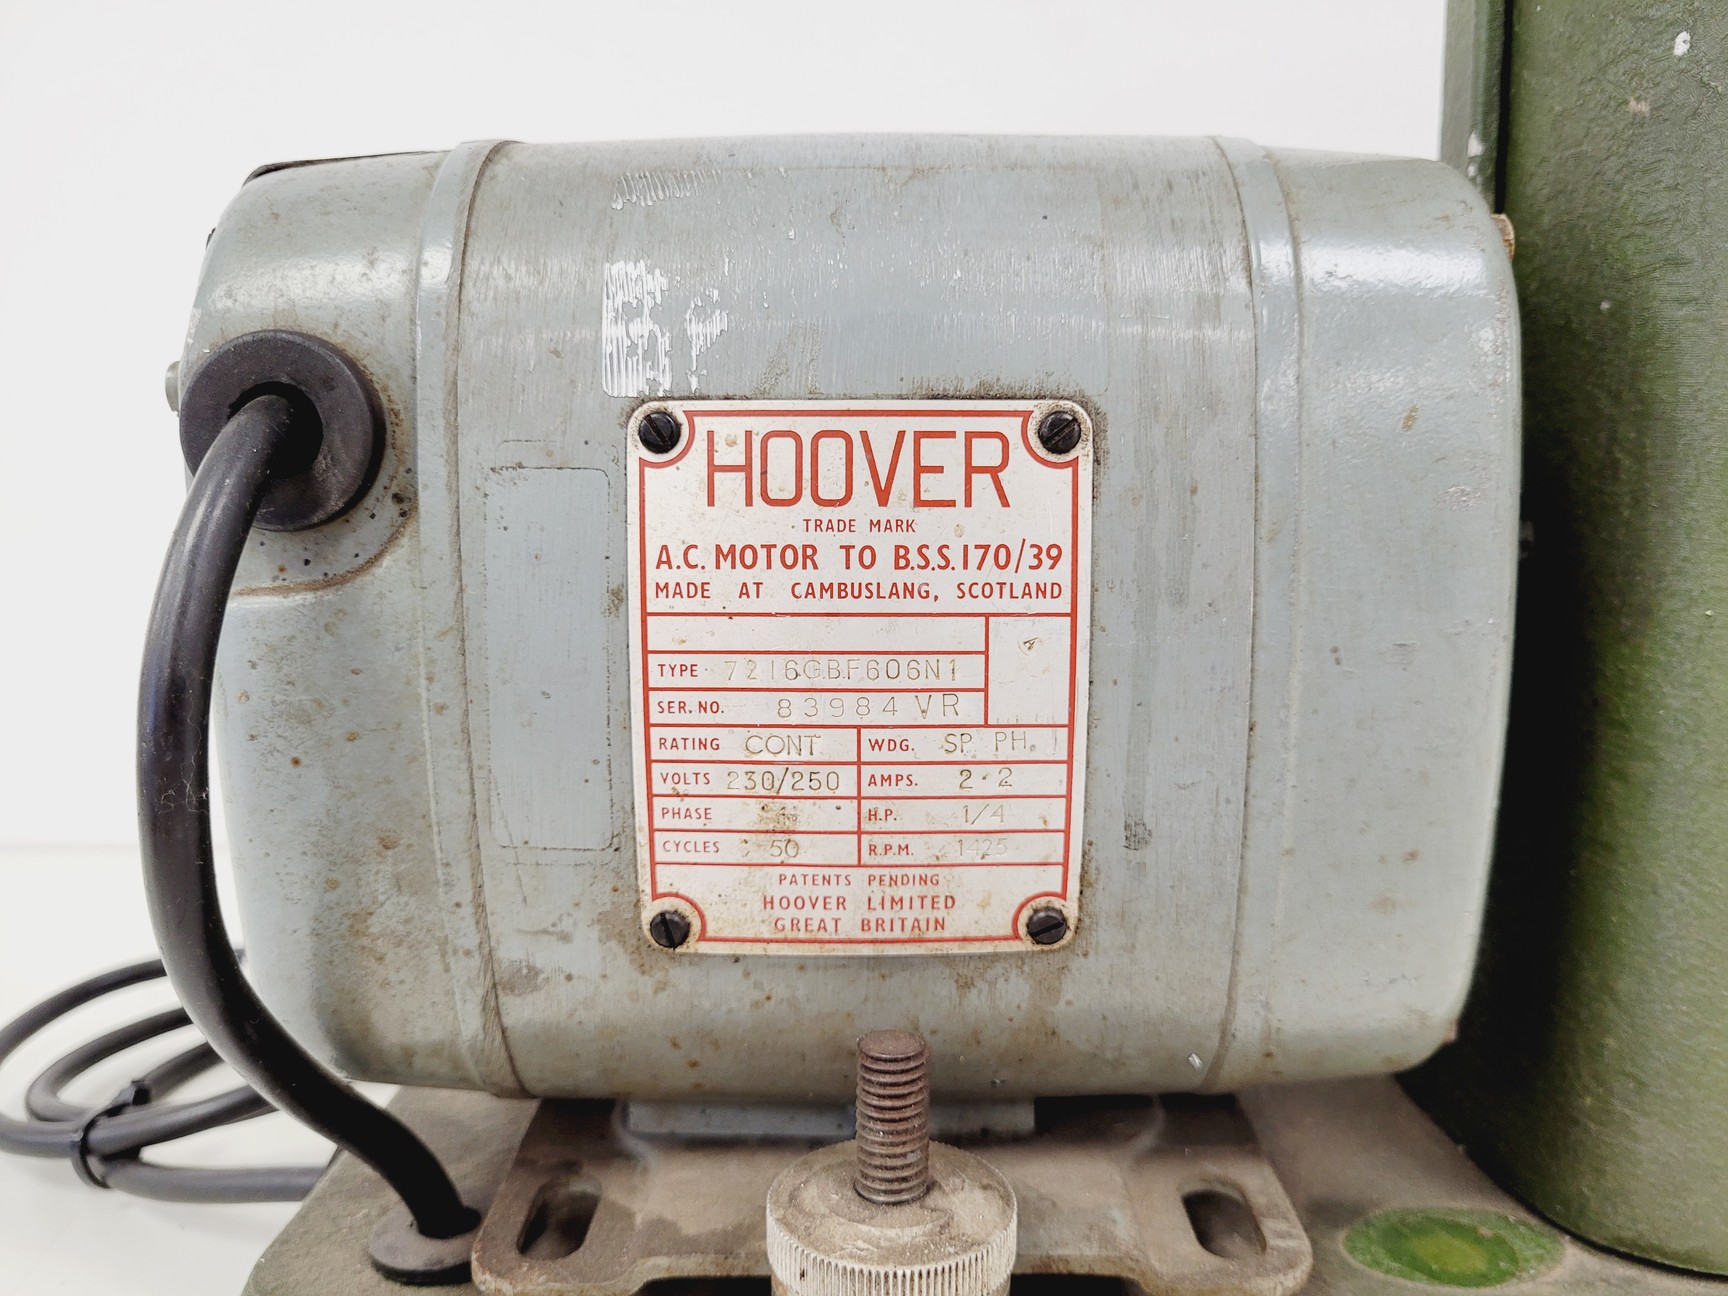 HOOVER
TRADE MARK
A.C. MOTOR TO B.S.S. 170/39
MADE AT CAMBUSLANG, SCOTLAND
TYPE 7216GBF606N1
SER. NO. 83984 VR
RATING CONT WDG. SP PH.
VOLTS 230/250 AMPS. 2·2
PHASE 1 H.P. 1/4
CYCLES 50 R.P.M. 1425
PATENTS PENDING
HOOVER LIMITED
GREAT BRITAIN